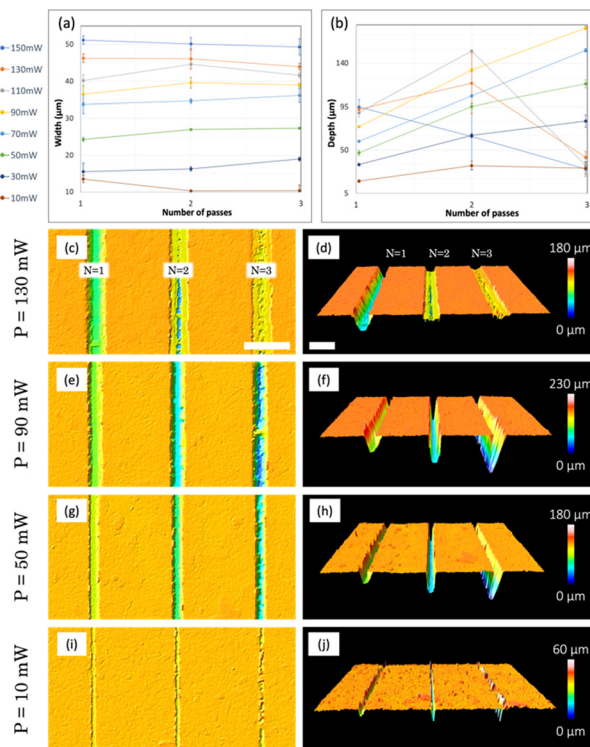 150mW
130mW
110mW
90mW
70mW
50mW
30mW
10mW
(a)
Width (µm)
50
40
30
20
10
1
2
3
Number of passes
(b)
Depth (µm)
140
95
50
5
1
2
3
Number of passes
P = 130 mW
(c)
N=1
N=2
N=3
(d)
N=1
N=2
N=3
180 µm
0 µm
P = 90 mW
(e)
(f)
230 µm
0 µm
P = 50 mW
(g)
(h)
180 µm
0 µm
P = 10 mW
(i)
(j)
60 µm
0 µm